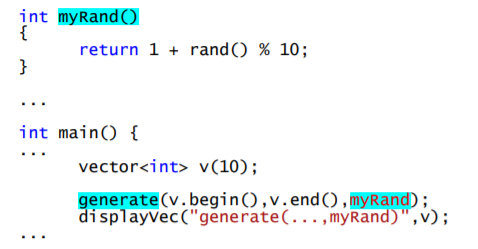 int myRand()
{
return 1 + rand() % 10;
}
...
int main() {
...
vector<int> v(10);
generate(v.begin(),v.end(),myRand);
displayVec("generate(...,myRand)",v);
...